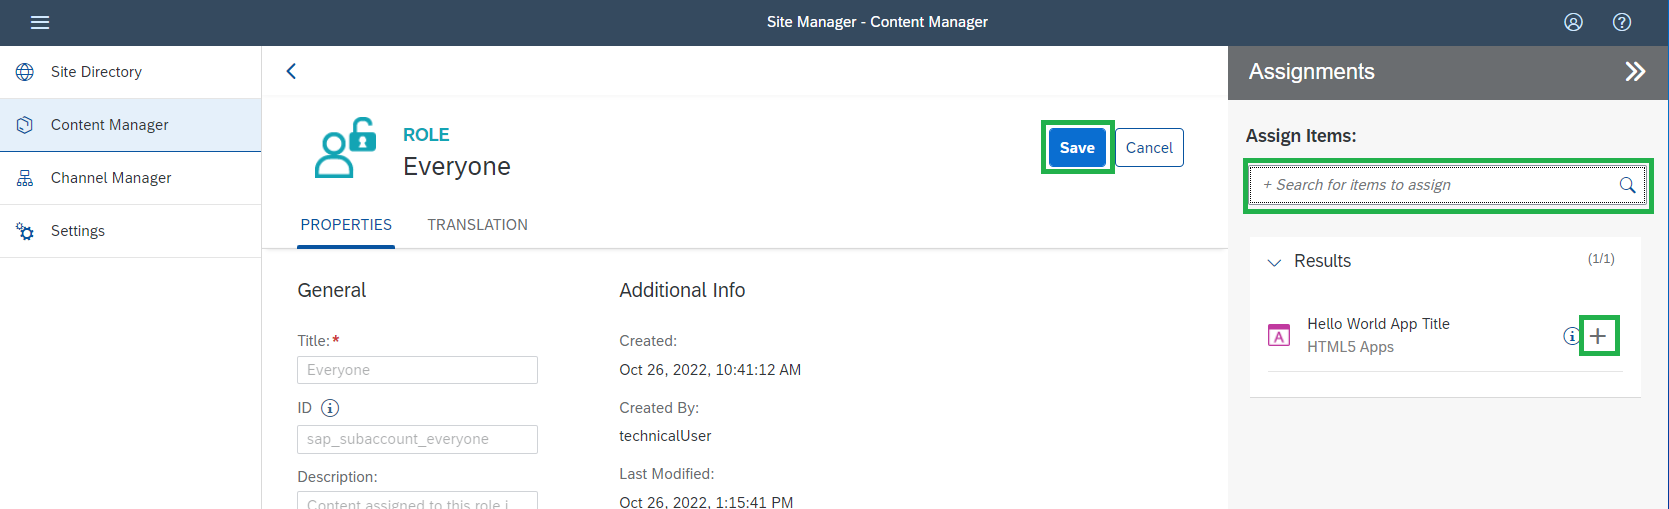 Site Manager - Content Manager
Site Directory
Content Manager
Channel Manager
Settings
ROLE
Everyone
Save
Cancel
PROPERTIES
TRANSLATION
General
Title:*
Everyone
ID
sap_subaccount_everyone
Description:
Content assigned to this role i
Additional Info
Created:
Oct 26, 2022, 10:41:12 AM
Created By:
technicalUser
Last Modified:
Oct 26, 2022, 1:15:41 PM
Assignments
Assign Items:
+ Search for items to assign
Results
(1/1)
A
Hello World App Title
HTML5 Apps